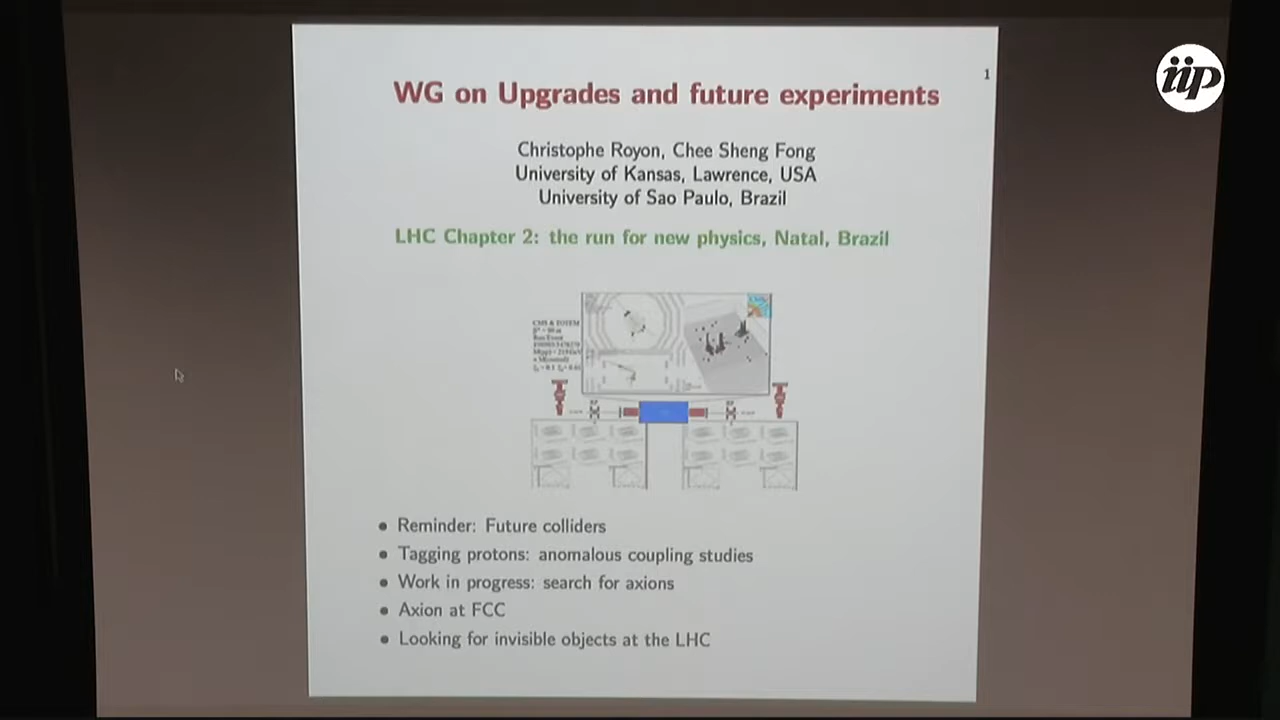 WG on Upgrades and future experiments
1
iip
Christophe Royon, Chee Sheng Fong
University of Kansas, Lawrence, USA
University of Sao Paulo, Brazil
LHC Chapter 2: the run for new physics, Natal, Brazil
CMS & TOTEM
• Reminder: Future colliders
• Tagging protons: anomalous coupling studies
• Work in progress: search for axions
• Axion at FCC
• Looking for invisible objects at the LHC